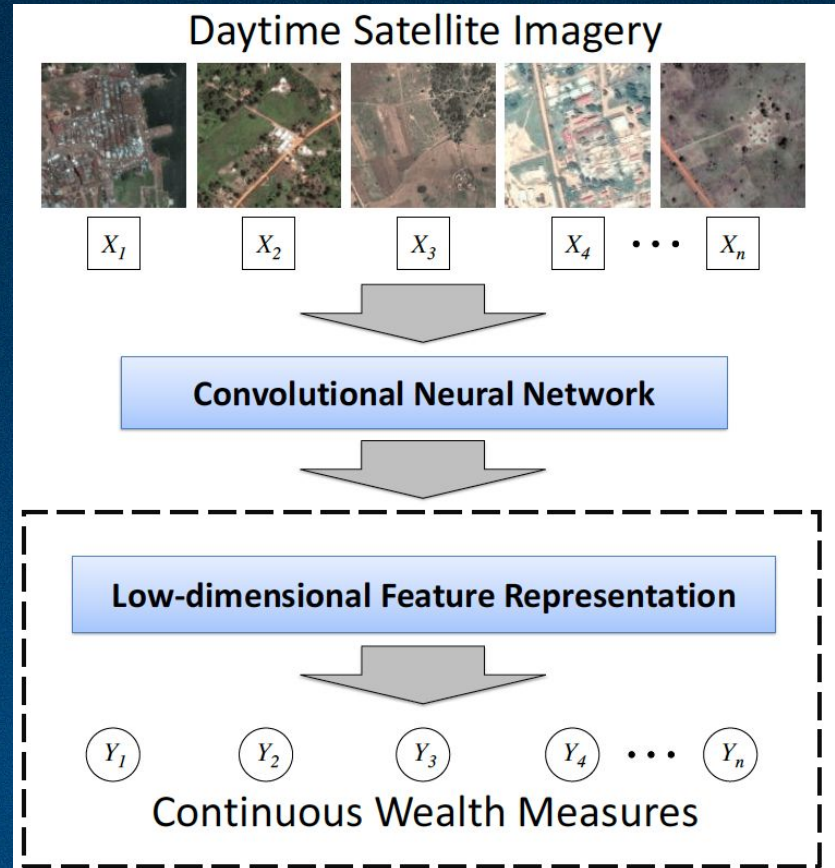 Daytime Satellite Imagery
X1 X2 X3 X4 • • • Xn
Convolutional Neural Network
Low-dimensional Feature Representation
Y1 Y2 Y3 Y4 • • • Yn
Continuous Wealth Measures